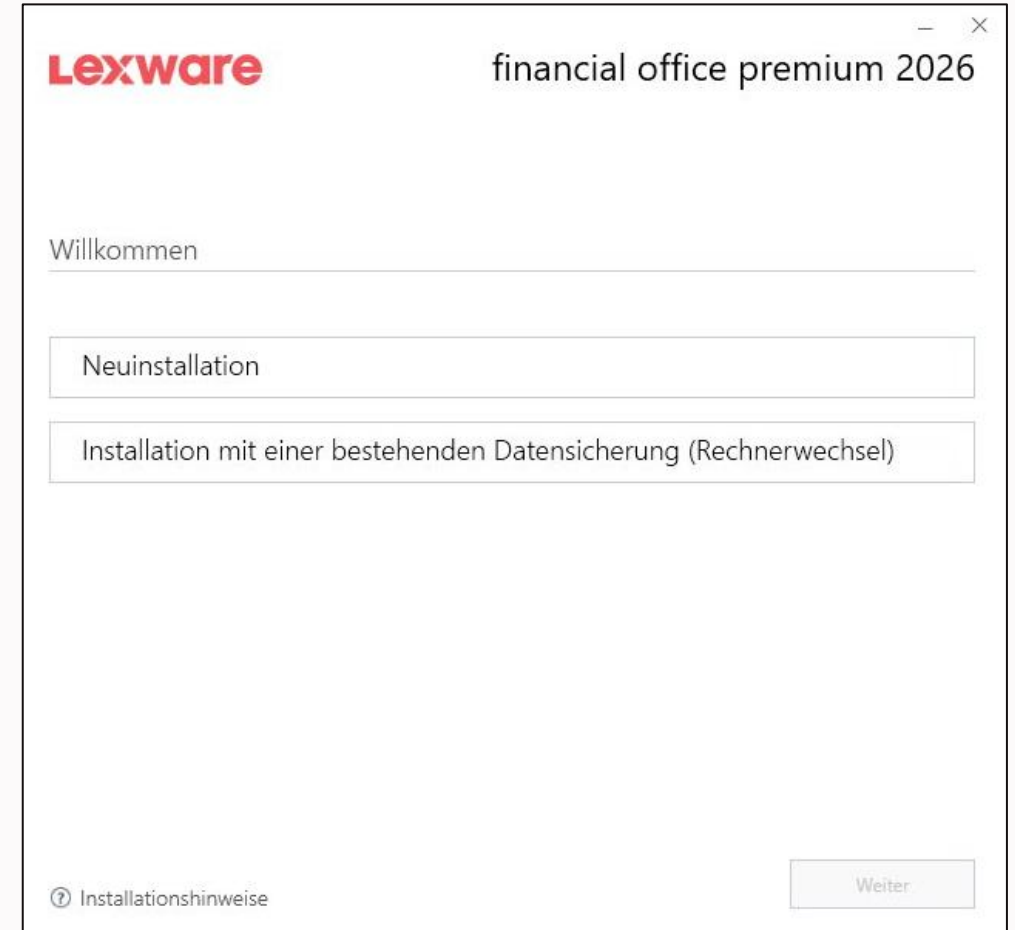 Lexware
financial office premium 2026
Willkommen
Neuinstallation
Installation mit einer bestehenden Datensicherung (Rechnerwechsel)
Installationshinweise
Weiter